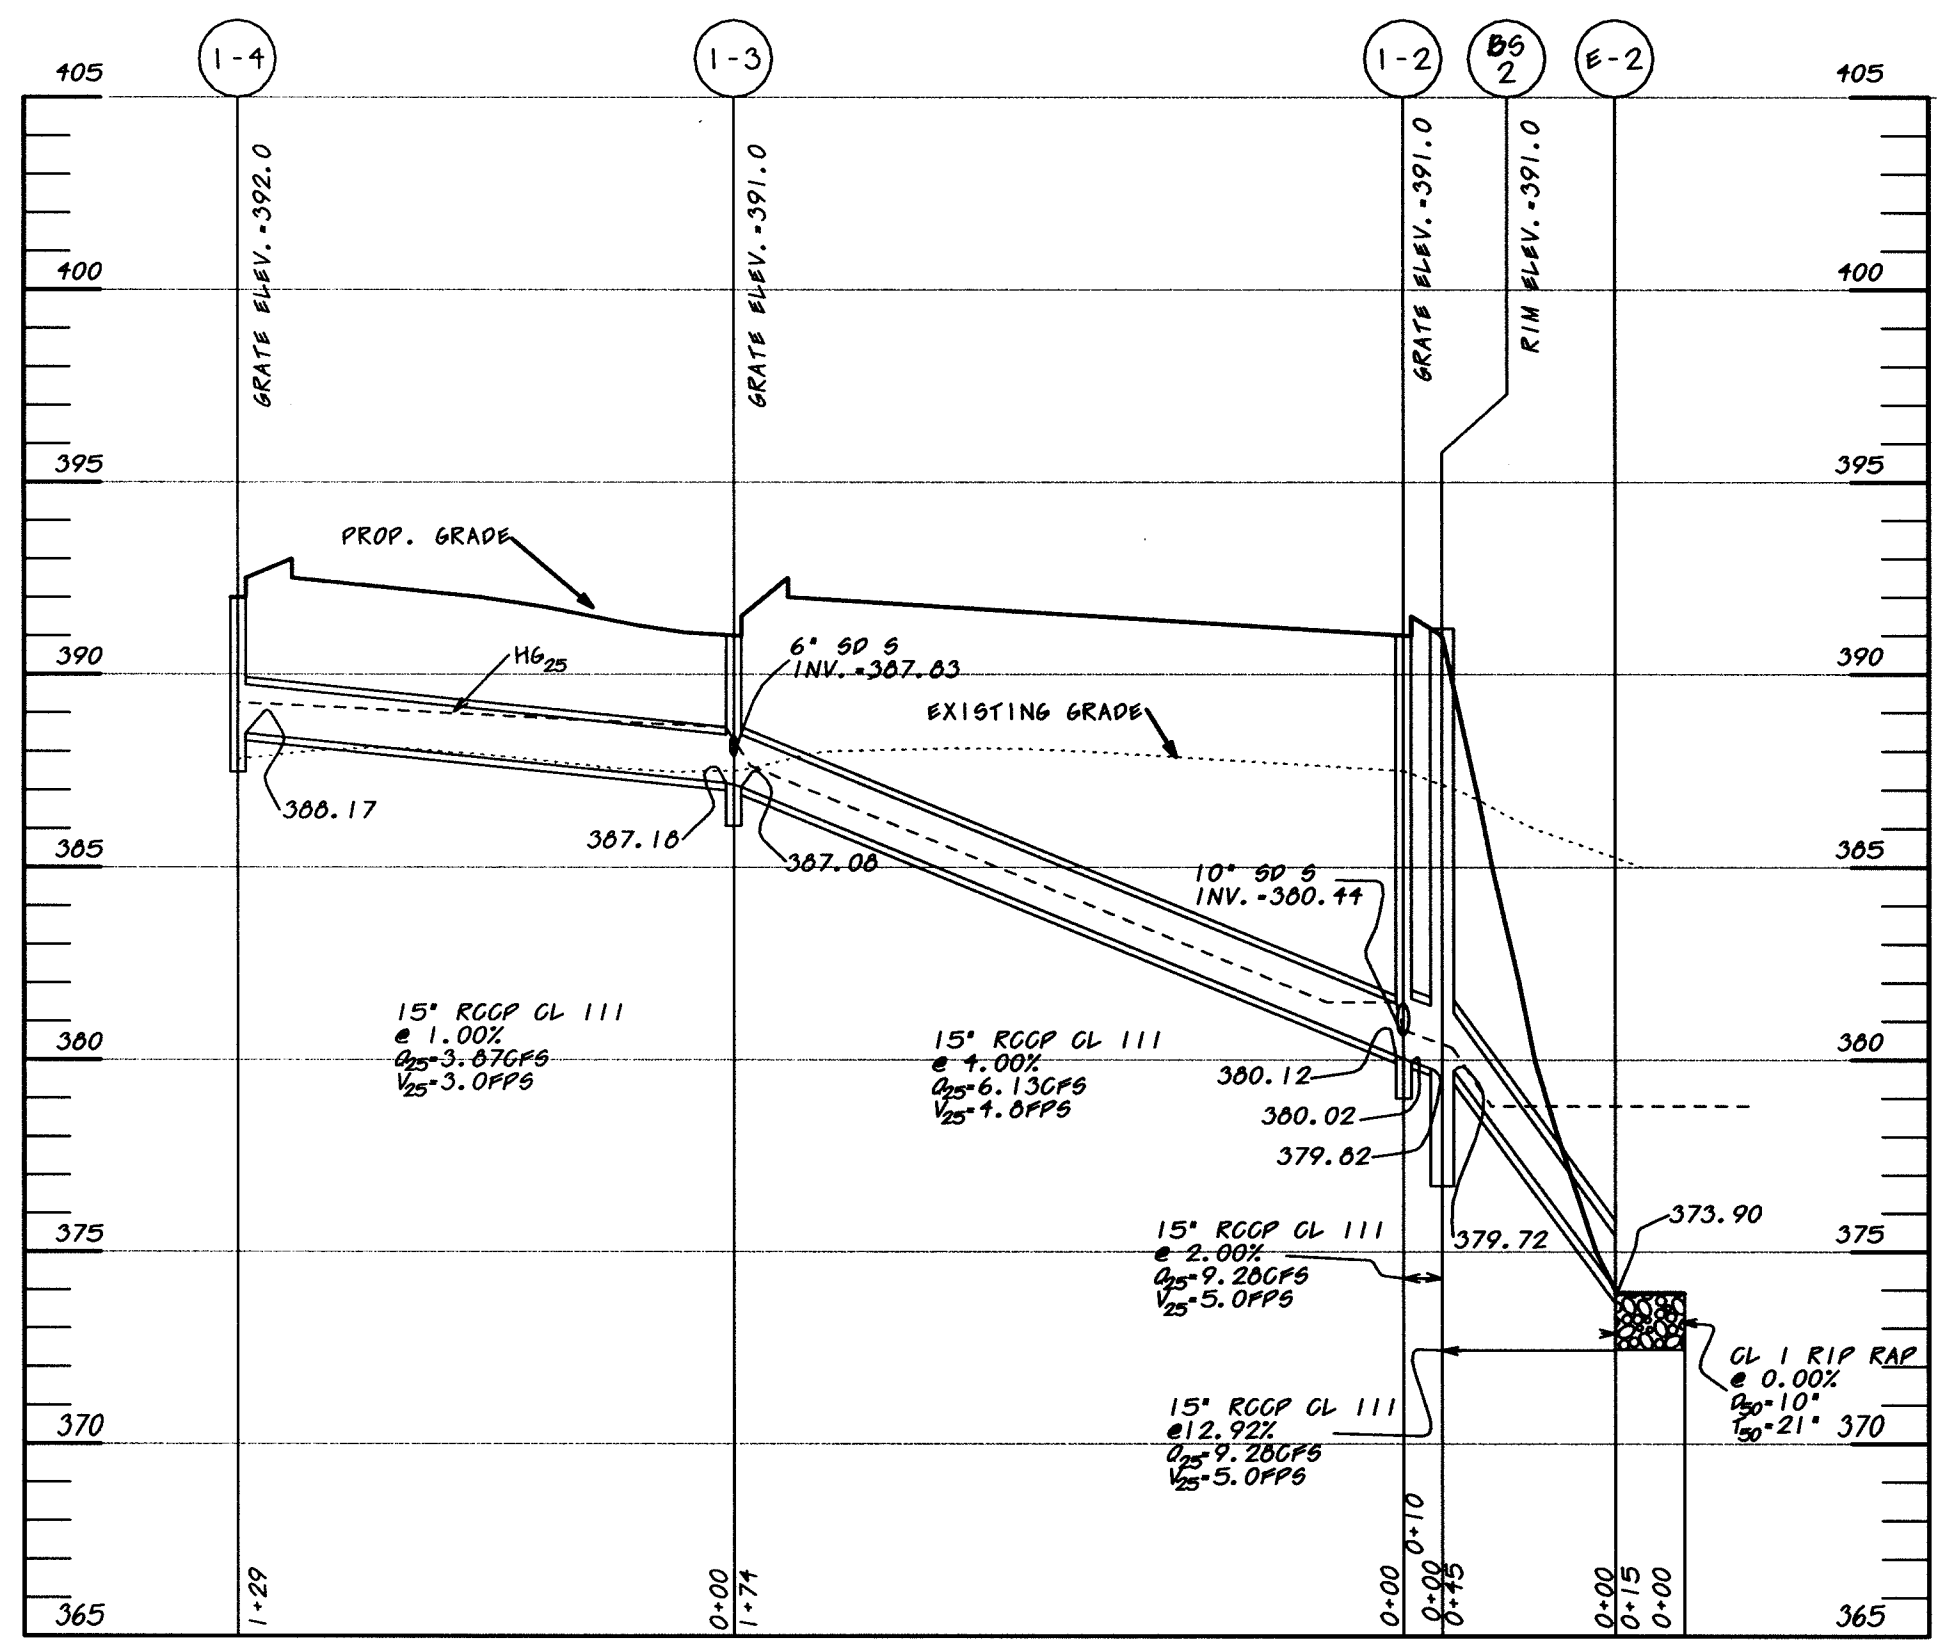 I-4
I-3
I-2
BS
2
E-2
405
405
GRATE ELEV.=392.0
GRATE ELEV.=391.0
GRATE ELEV.=391.0
RIM ELEV.=391.0
400
400
395
395
PROP. GRADE
390
390
HG25
6" SD S
INV.=387.83
EXISTING GRADE
388.17
387.18
387.08
385
385
10" SD S
INV.=380.44
15" RCCP CL III
@ 1.00%
Q25=3.87CFS
V25=3.0FPS
15" RCCP CL III
@ 4.00%
Q25=6.13CFS
V25=4.8FPS
380
380
380.12
380.02
379.82
379.72
373.90
375
375
15" RCCP CL III
@ 2.00%
Q25=9.28CFS
V25=5.0FPS
CL I RIP RAP
@ 0.00%
D50=10"
T50=21"
15" RCCP CL III
@12.92%
Q25=9.28CFS
V25=5.0FPS
370
370
1+29
0+00
1+74
0+00
0+10
0+00
0+45
0+00
0+15
0+00
365
365